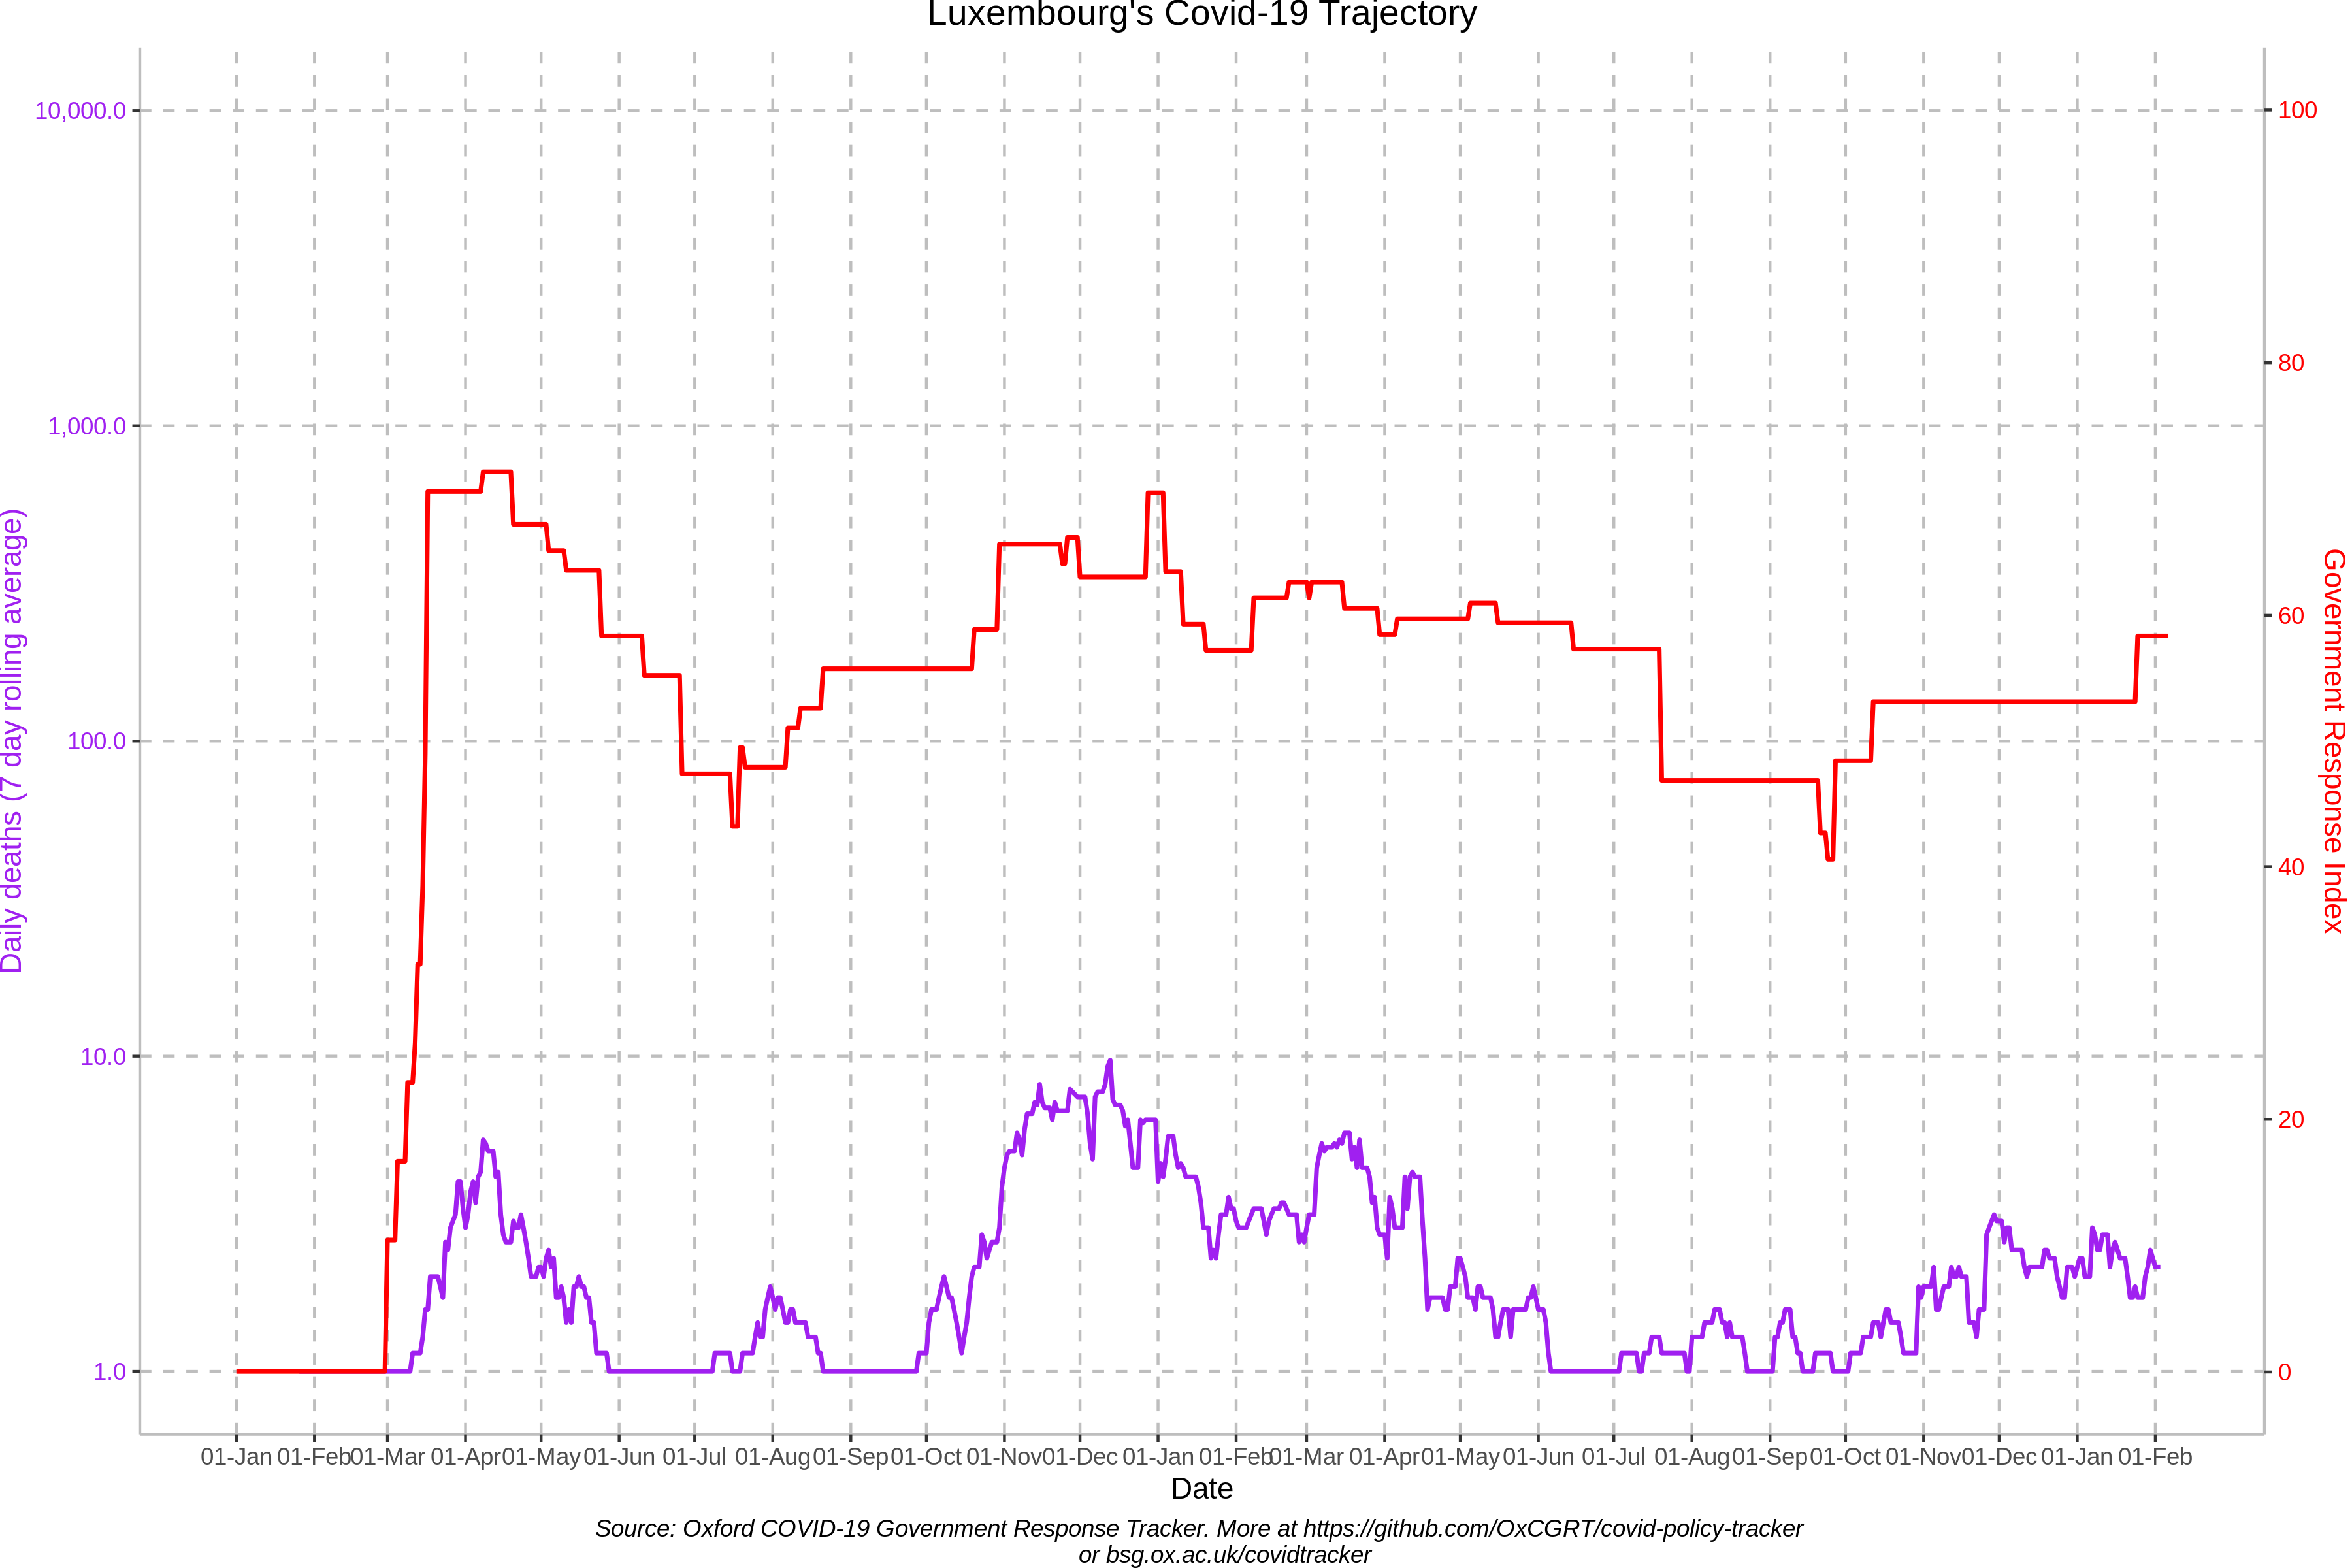 Luxembourg's Covid-19 Trajectory
10,000.0
1,000.0
100.0
10.0
1.0
Daily deaths (7 day rolling average)
100
80
60
40
20
0
Government Response Index
01-Jan 01-Feb 01-Mar 01-Apr 01-May 01-Jun 01-Jul 01-Aug 01-Sep 01-Oct 01-Nov 01-Dec 01-Jan 01-Feb 01-Mar 01-Apr 01-May 01-Jun 01-Jul 01-Aug 01-Sep 01-Oct 01-Nov 01-Dec 01-Jan 01-Feb
Date
Source: Oxford COVID-19 Government Response Tracker. More at https://github.com/OxCGRT/covid-policy-tracker
or bsg.ox.ac.uk/covidtracker